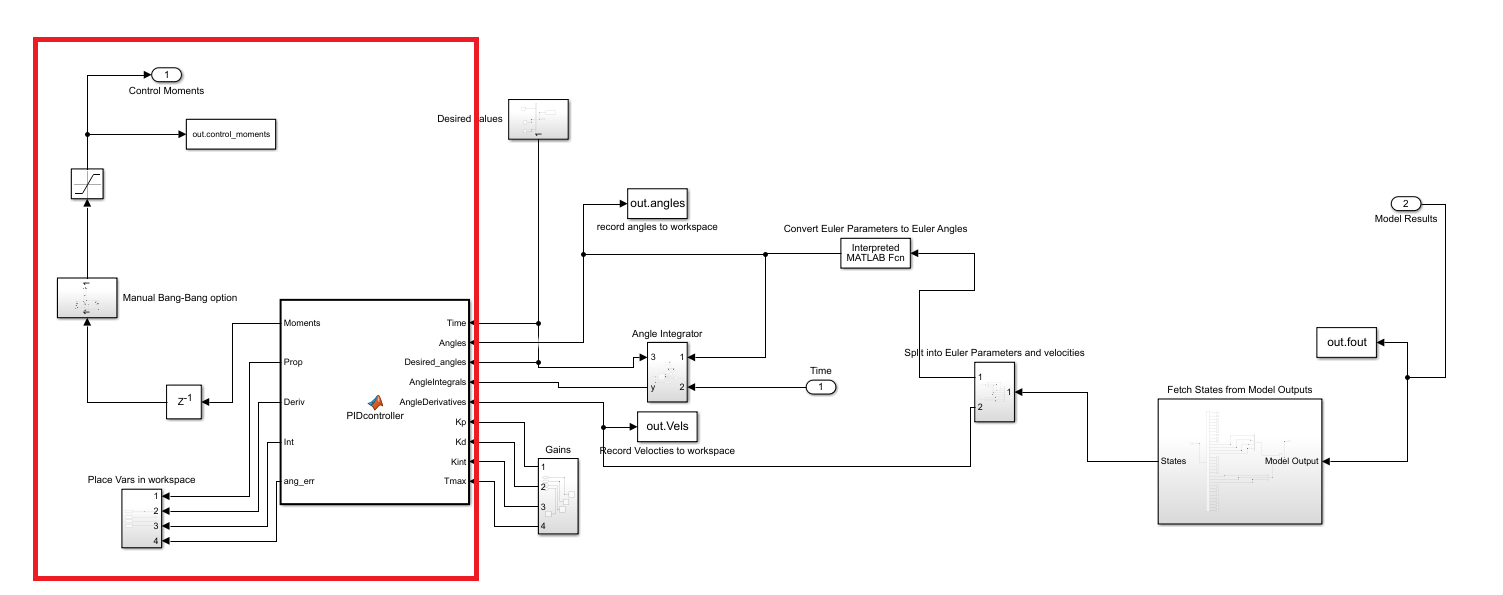 1
Control Moments
out.control_moments
Desired values
out.angles
record angles to workspace
2
Model Results
Convert Euler Parameters to Euler Angles
Interpreted
MATLAB Fcn
Manual Bang-Bang option
Moments
Prop
Deriv
Int
ang_err
Time
Angles
Desired_angles
AngleIntegrals
AngleDerivatives
Kp
Kd
Kint
Tmax
PIDcontroller
z-1
Place Vars in workspace
1
2
3
4
Angle Integrator
3
y
1
2
Time
1
out.Vels
Record Velocties to workspace
Gains
1
2
3
4
Split into Euler Parameters and velocities
1
2
1
out.fout
Fetch States from Model Outputs
States
Model Output